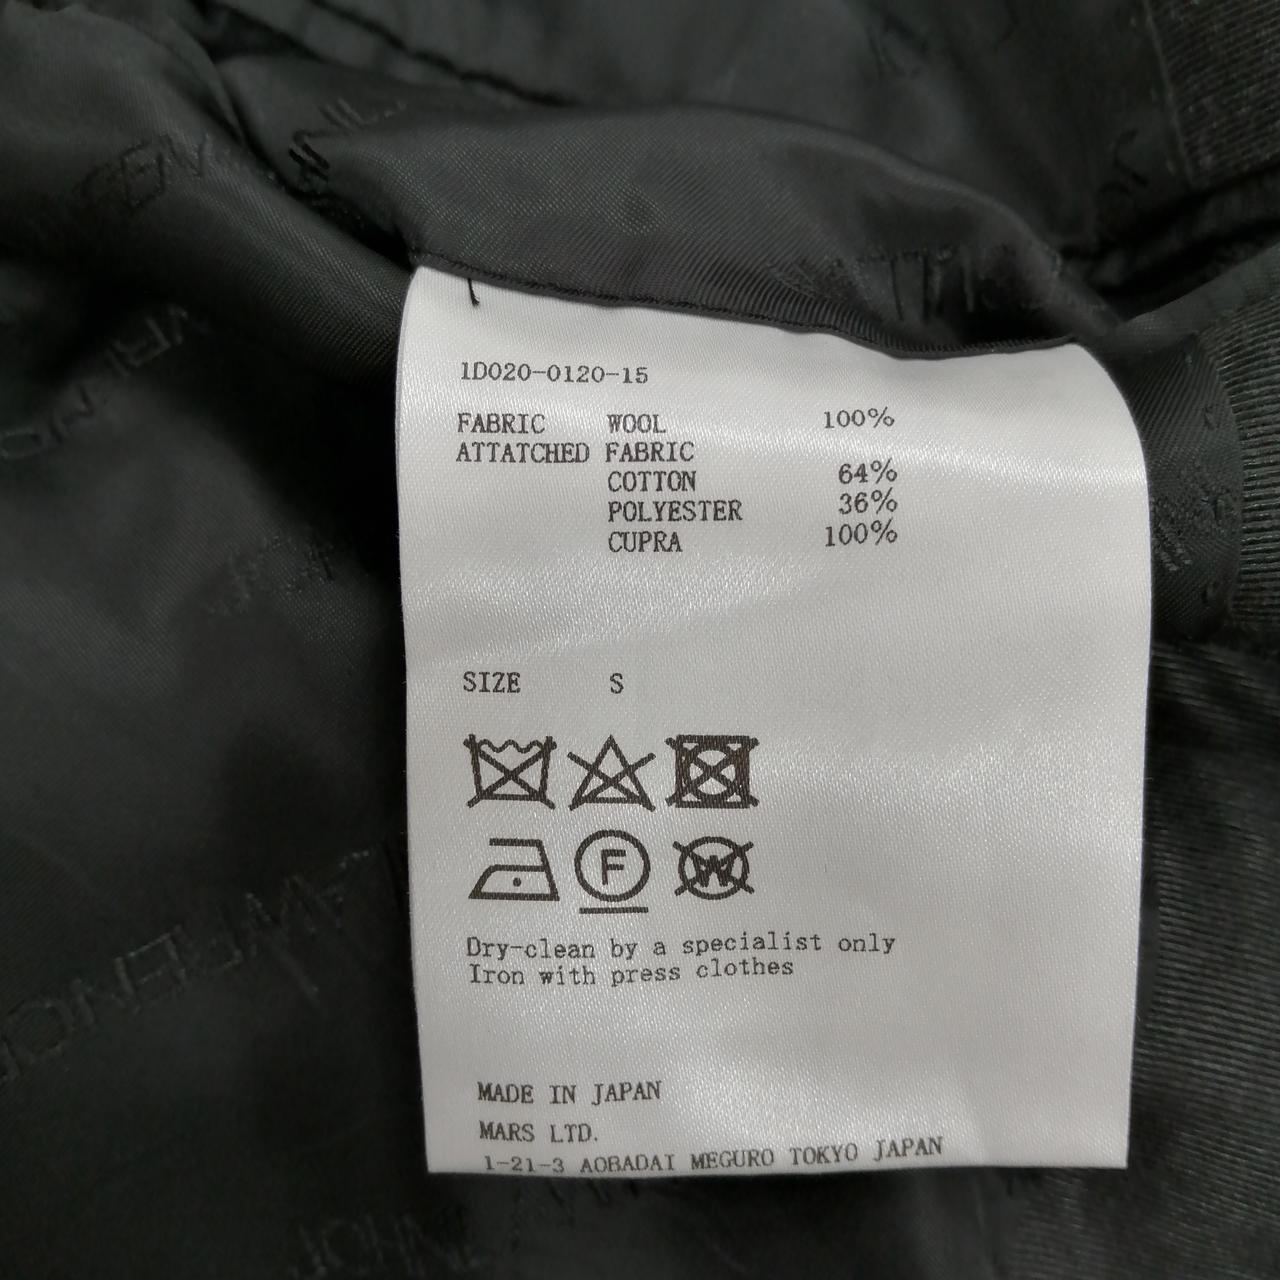 1D020-0120-15
FABRIC WOOL 100%
ATTATCHED FABRIC
COTTON 64%
POLYESTER 36%
CUPRA 100%
SIZE S
F W
Dry-clean by a specialist only
Iron with press clothes
MADE IN JAPAN
MARS LTD.
1-21-3 AOBADAI MEGURO TOKYO JAPAN